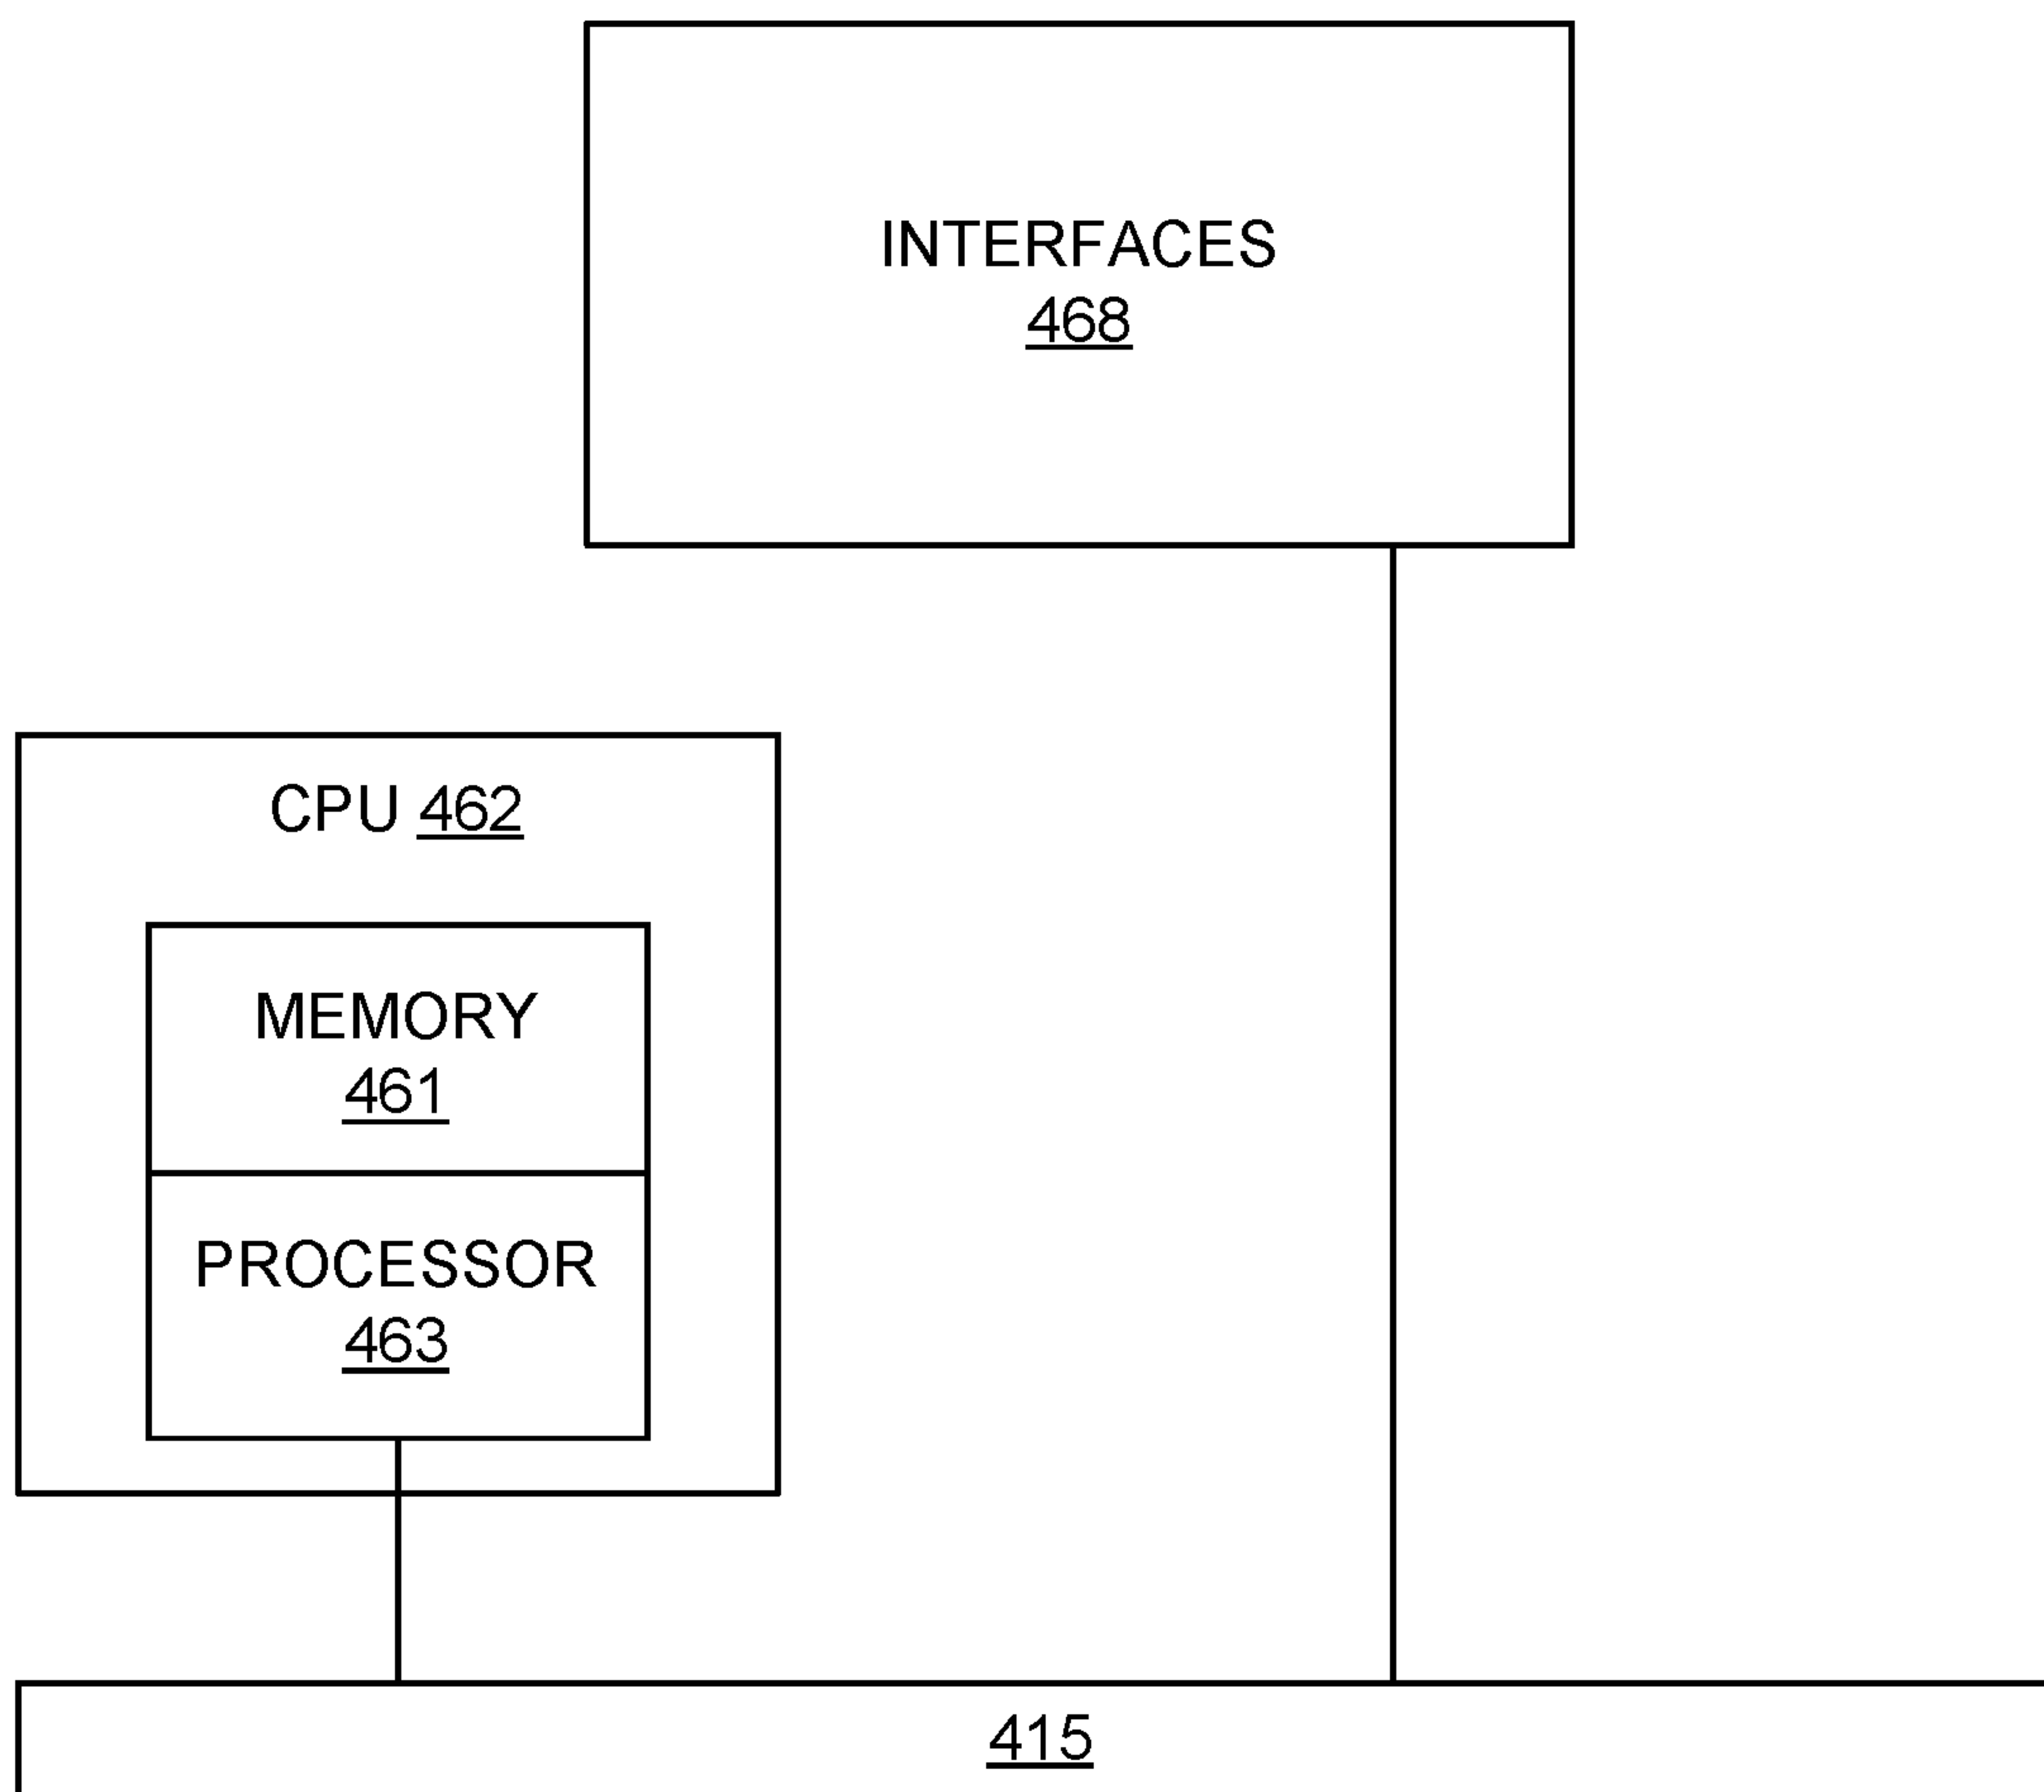 INTERFACES
468
CPU 462
MEMORY
461
PROCESSOR
463
415